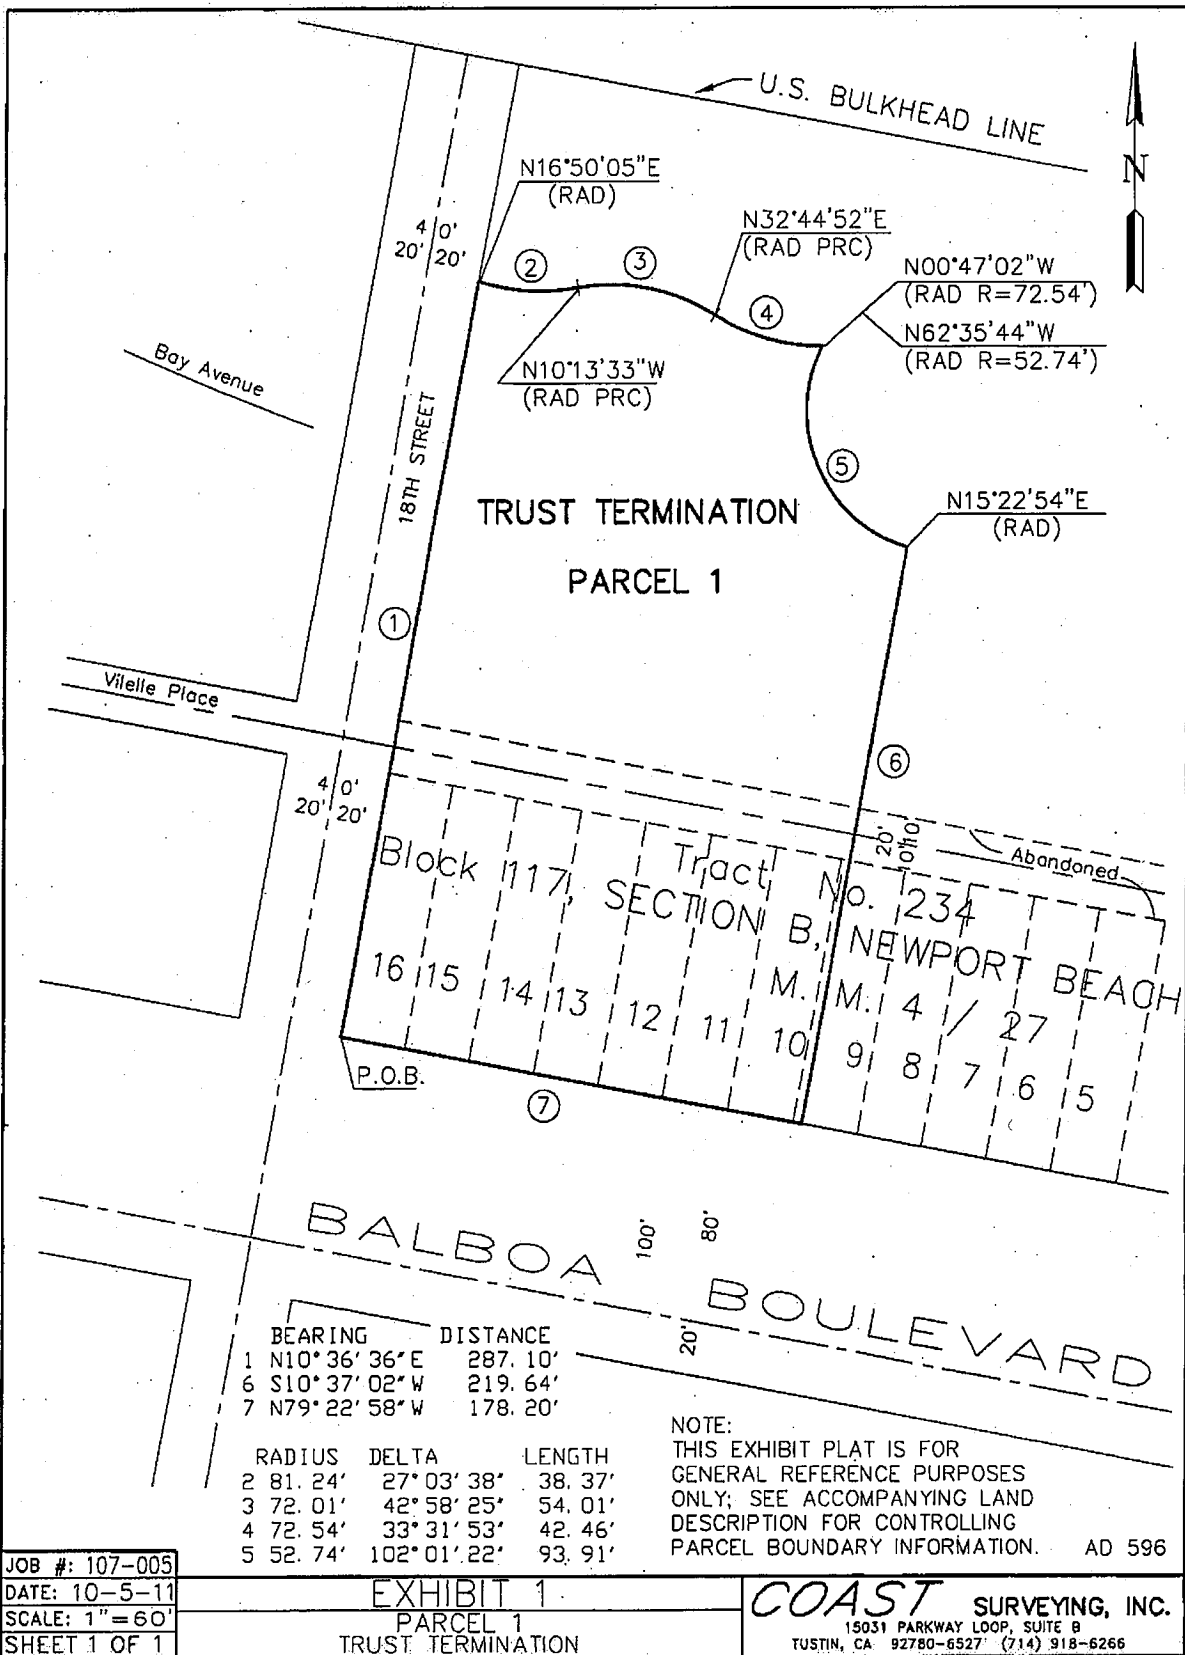 U.S. BULKHEAD LINE
N
N16°50'05"E
(RAD)
N32°44'52"E
(RAD PRC)
N00°47'02"W
(RAD R=72.54')
N62°35'44"W
(RAD R=52.74')
40'
20' 20'
2
3
4
N10°13'33"W
(RAD PRC)
Bay Avenue
18TH STREET
5
N15°22'54"E
(RAD)
TRUST TERMINATION
PARCEL 1
1
Vilelle Place
6
40'
20' 20'
20'
10' 10'
Abandoned
Block 117, Tract No. 234
SECTION B, NEWPORT BEACH
M. M. 4 / 27
16 15 14 13 12 11 10 9 8 7 6 5
P.O.B.
7
BALBOA BOULEVARD
100'
80'
20'
BEARING DISTANCE
1 N10°36'36"E 287.10'
6 S10°37'02"W 219.64'
7 N79°22'58"W 178.20'
RADIUS DELTA LENGTH
2 81.24' 27°03'38" 38.37'
3 72.01' 42°58'25" 54.01'
4 72.54' 33°31'53" 42.46'
5 52.74' 102°01'22" 93.91'
NOTE:
THIS EXHIBIT PLAT IS FOR
GENERAL REFERENCE PURPOSES
ONLY; SEE ACCOMPANYING LAND
DESCRIPTION FOR CONTROLLING
PARCEL BOUNDARY INFORMATION. AD 596
JOB #: 107-005
DATE: 10-5-11
SCALE: 1"=60'
SHEET 1 OF 1
EXHIBIT 1
PARCEL 1
TRUST TERMINATION
COAST SURVEYING, INC.
15031 PARKWAY LOOP, SUITE B
TUSTIN, CA 92780-6527 (714) 918-6266